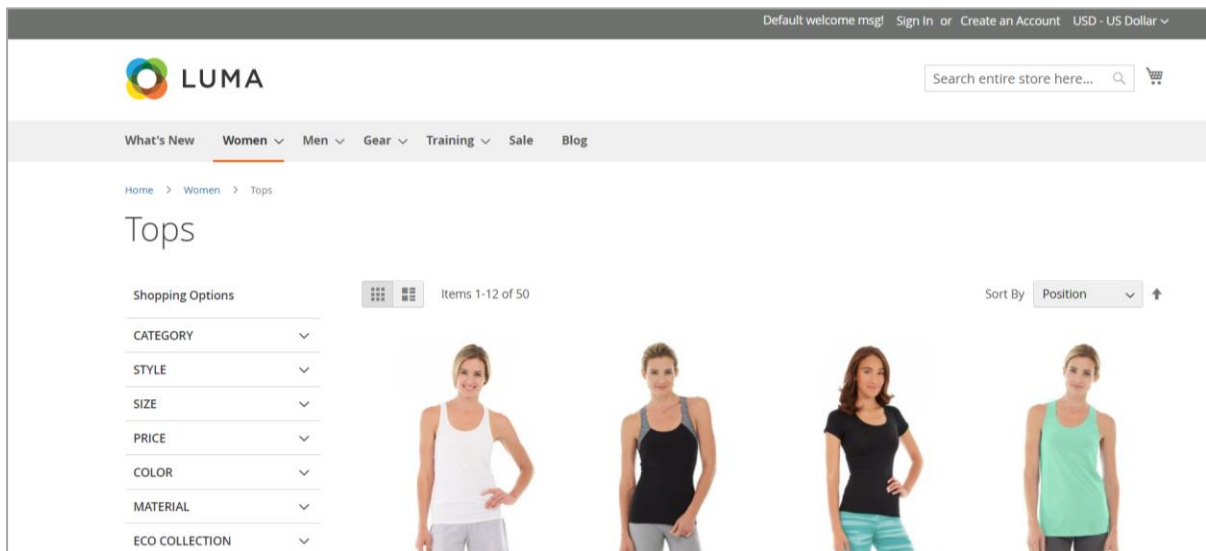 Default welcome msg! Sign In or Create an Account USD - US Dollar
LUMA
Search entire store here...
What's New Women Men Gear Training Sale Blog
Home > Women > Tops
Tops
Shopping Options
Items 1-12 of 50
Sort By Position
CATEGORY
STYLE
SIZE
PRICE
COLOR
MATERIAL
ECO COLLECTION